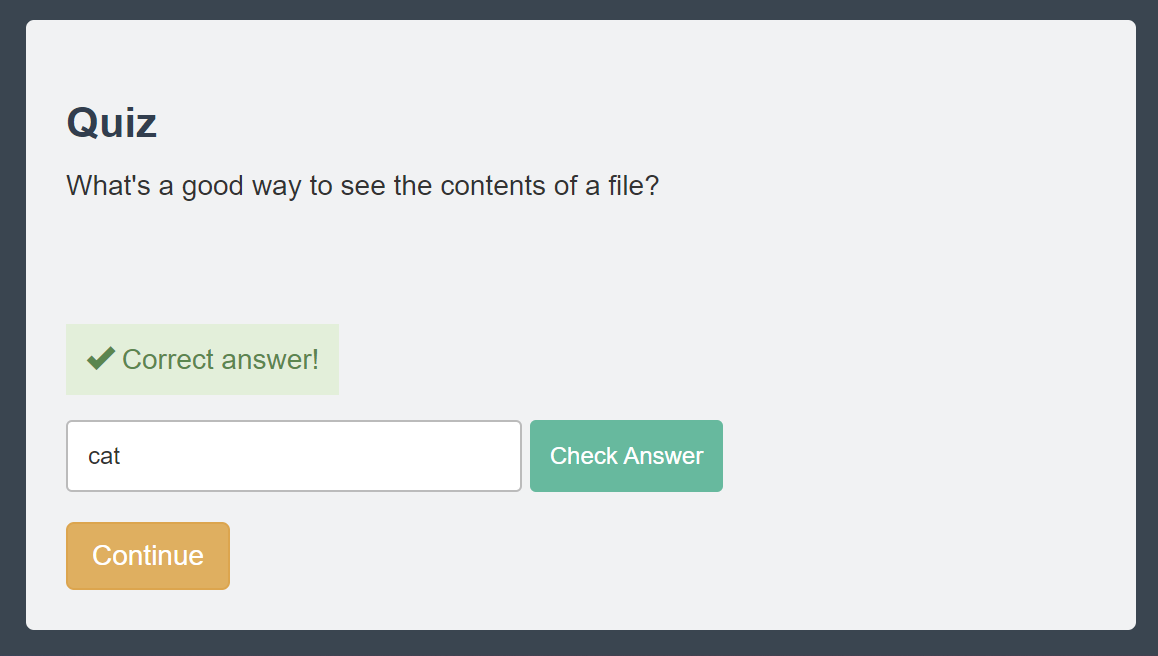 Quiz
What's a good way to see the contents of a file?
Correct answer!
cat
Check Answer
Continue